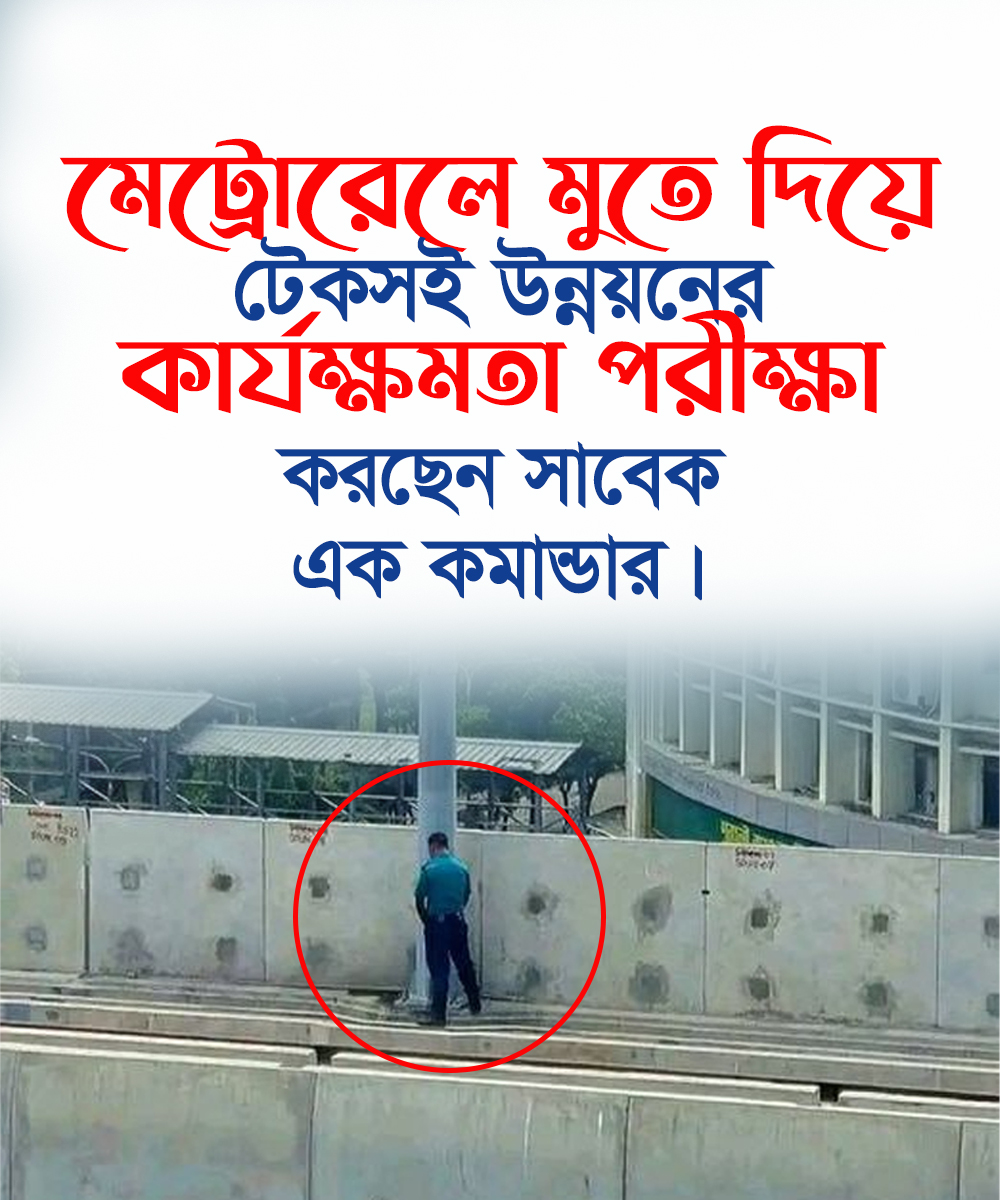 মেট্রোরেলে মুতে দিয়ে
টেকসই উন্নয়নের
কার্যক্ষমতা পরীক্ষা
করছেন সাবেক
এক কমান্ডার।